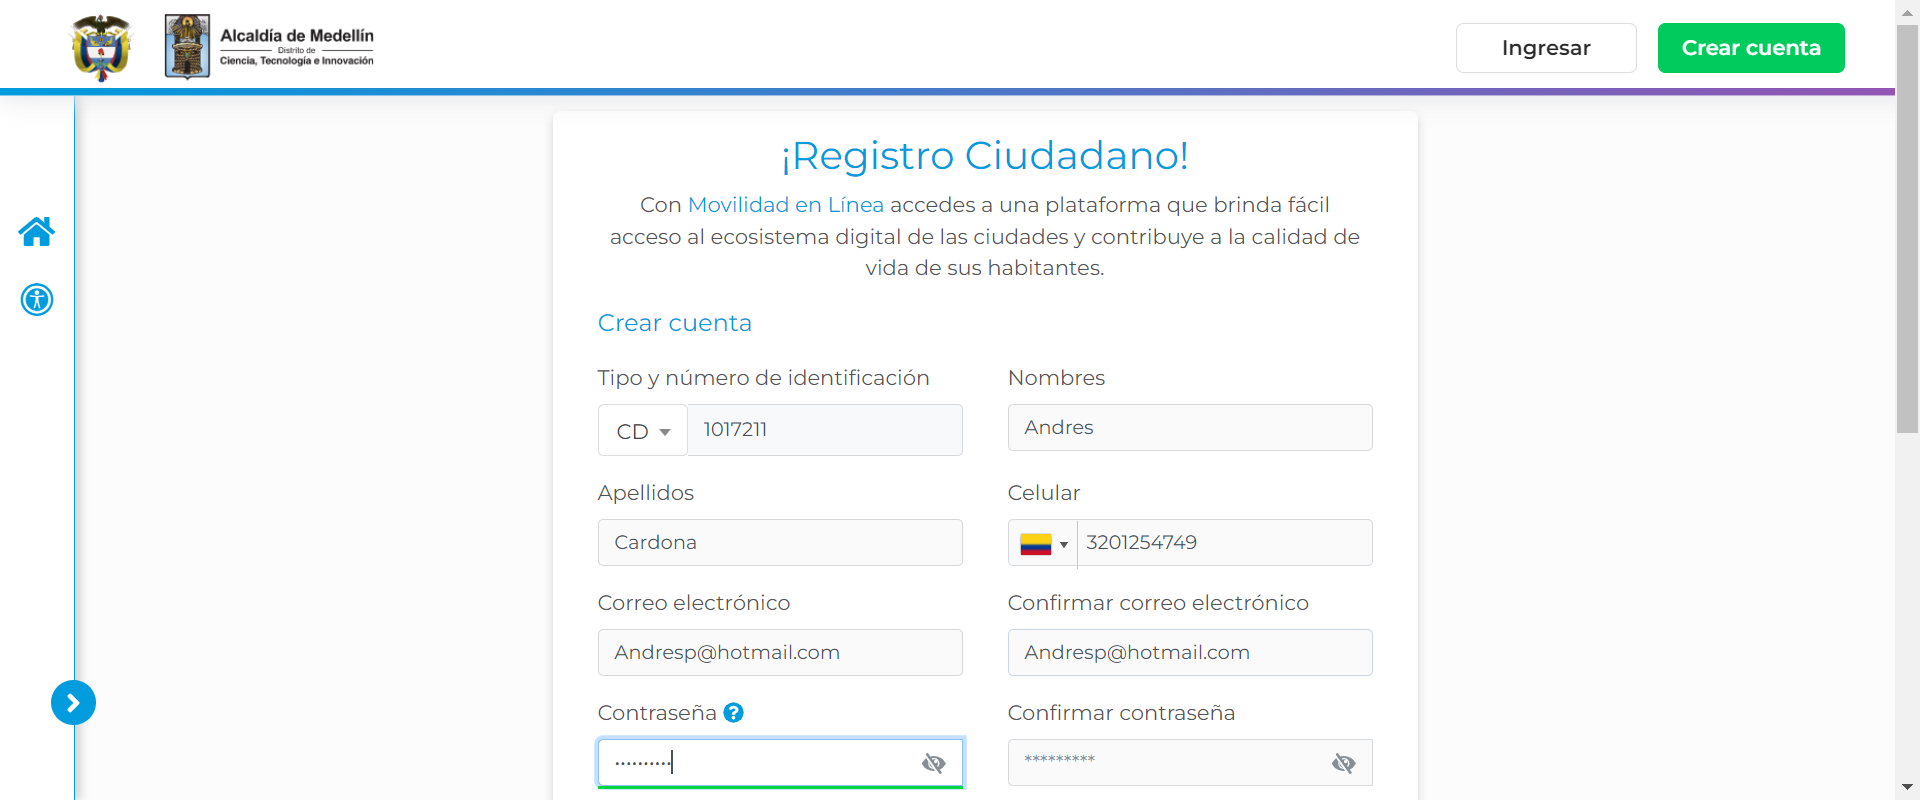 Alcaldía de Medellín
Distrito de
Ciencia, Tecnología e Innovación
Ingresar
Crear cuenta
¡Registro Ciudadano!
Con Movilidad en Línea accedes a una plataforma que brinda fácil
acceso al ecosistema digital de las ciudades y contribuye a la calidad de
vida de sus habitantes.
Crear cuenta
Tipo y número de identificación
Nombres
CD
1017211
Andres
Apellidos
Celular
Cardona
3201254749
Correo electrónico
Confirmar correo electrónico
Andresp@hotmail.com
Andresp@hotmail.com
Contraseña ?
Confirmar contraseña
••••••••••
*********